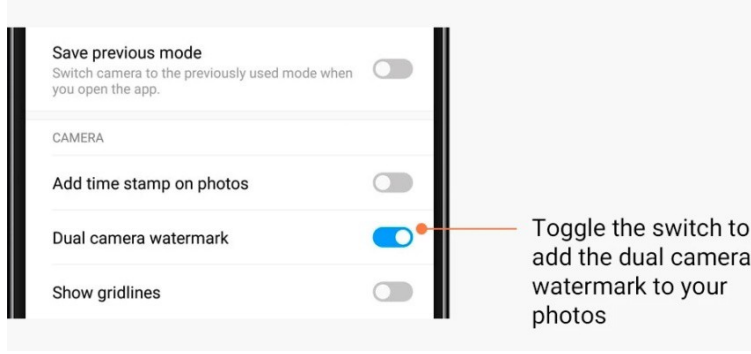 Save previous mode
Switch camera to the previously used mode when
you open the app.
CAMERA
Add time stamp on photos
Dual camera watermark
Show gridlines
Toggle the switch to
add the dual camera
watermark to your
photos